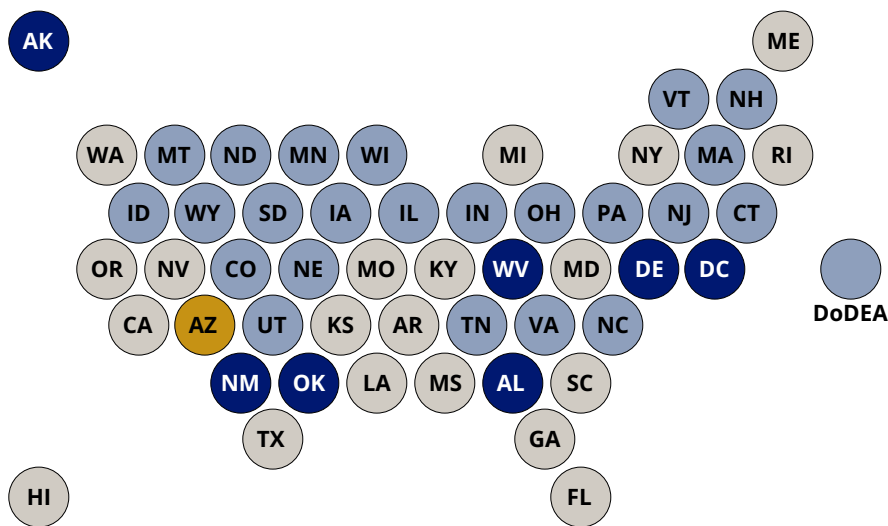 AK ME
VT NH
WA MT ND MN WI MI NY MA RI
ID WY SD IA IL IN OH PA NJ CT
OR NV CO NE MO KY WV MD DE DC
CA AZ UT KS AR TN VA NC DoDEA
NM OK LA MS AL SC
TX GA
HI FL